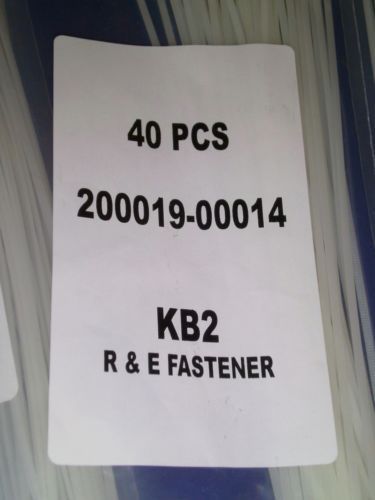 40 PCS
200019-00014
KB2
R & E FASTENER